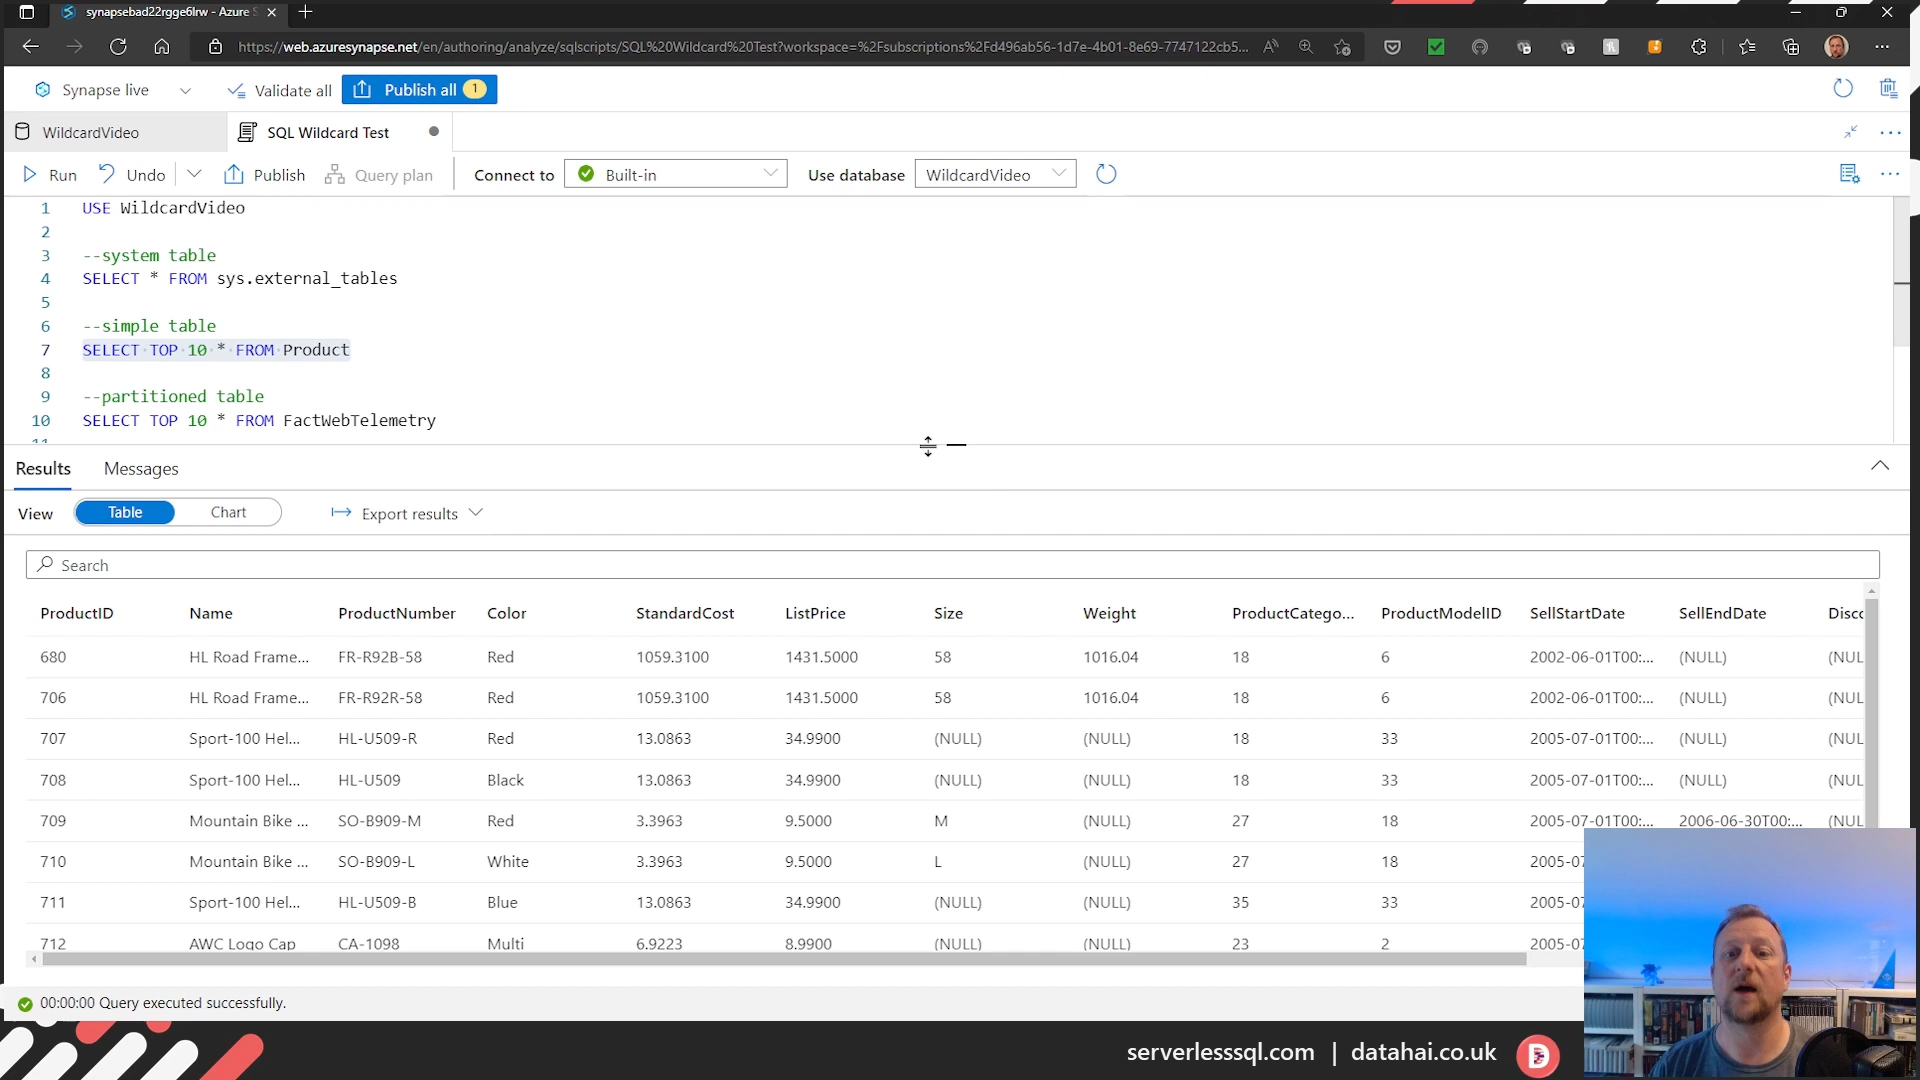 synapsebad22rgge6lrw - Azure S
https://web.azuresynapse.net/en/authoring/analyze/sqlscripts/SQL%20Wildcard%20Test?workspace=%2Fsubscriptions%2Fd496ab56-1d7e-4b01-8e69-7747122cb5...
Synapse live Validate all Publish all 1
WildcardVideo SQL Wildcard Test
Run Undo Publish Query plan Connect to Built-in Use database WildcardVideo
1 USE WildcardVideo
2
3 --system table
4 SELECT * FROM sys.external_tables
5
6 --simple table
7 SELECT TOP 10 * FROM Product
8
9 --partitioned table
10 SELECT TOP 10 * FROM FactWebTelemetry
11
Results Messages
View Table Chart Export results
Search
ProductID Name ProductNumber Color StandardCost ListPrice Size Weight ProductCatego... ProductModelID SellStartDate SellEndDate Disco
680 HL Road Frame... FR-R92B-58 Red 1059.3100 1431.5000 58 1016.04 18 6 2002-06-01T00:... (NULL) (NUL
706 HL Road Frame... FR-R92R-58 Red 1059.3100 1431.5000 58 1016.04 18 6 2002-06-01T00:... (NULL) (NUL
707 Sport-100 Hel... HL-U509-R Red 13.0863 34.9900 (NULL) (NULL) 18 33 2005-07-01T00:... (NULL) (NUL
708 Sport-100 Hel... HL-U509 Black 13.0863 34.9900 (NULL) (NULL) 18 33 2005-07-01T00:... (NULL) (NUL
709 Mountain Bike ... SO-B909-M Red 3.3963 9.5000 M (NULL) 27 18 2005-07-01T00:... 2006-06-30T00:... (NUL
710 Mountain Bike ... SO-B909-L White 3.3963 9.5000 L (NULL) 27 18 2005-07
711 Sport-100 Hel... HL-U509-B Blue 13.0863 34.9900 (NULL) (NULL) 35 33 2005-07
712 AWC Logo Cap CA-1098 Multi 6.9223 8.9900 (NULL) (NULL) 23 2 2005-07
00:00:00 Query executed successfully.
serverlesssql.com | datahai.co.uk